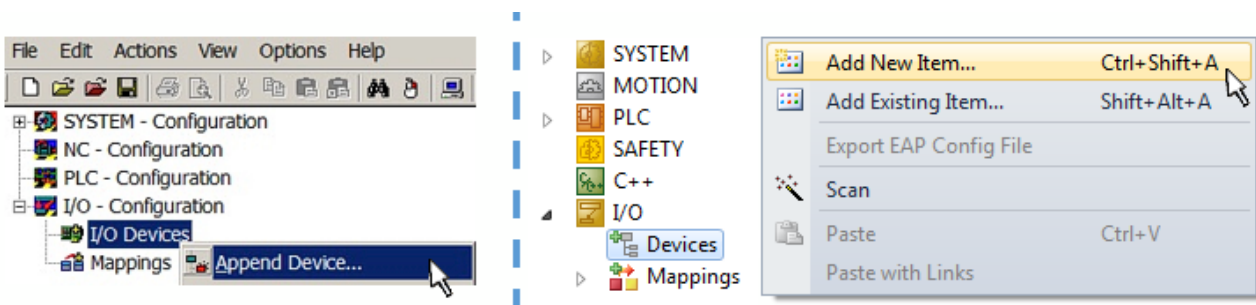 File Edit Actions View Options Help
SYSTEM - Configuration
NC - Configuration
PLC - Configuration
I/O - Configuration
I/O Devices
Mappings
Append Device...
SYSTEM
MOTION
PLC
SAFETY
C++
I/O
Devices
Mappings
Add New Item... Ctrl+Shift+A
Add Existing Item... Shift+Alt+A
Export EAP Config File
Scan
Paste Ctrl+V
Paste with Links